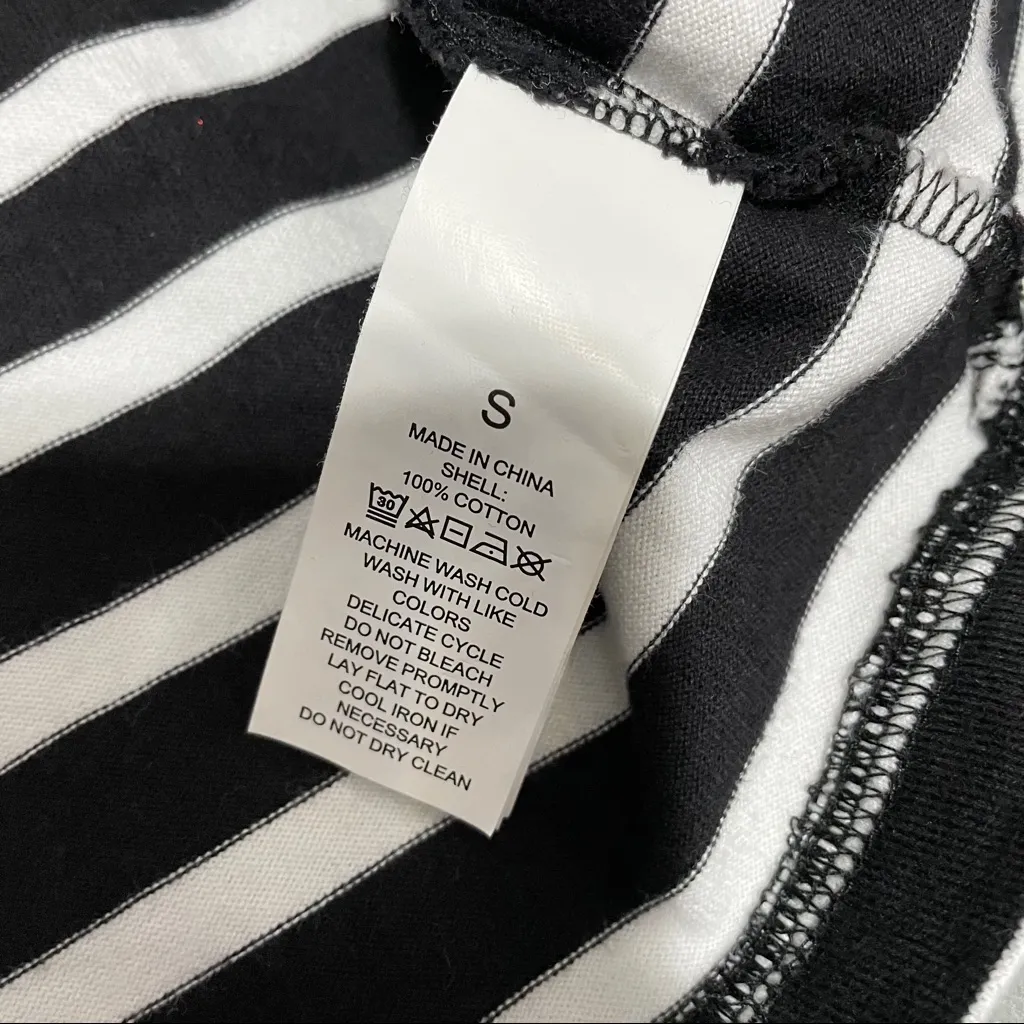 S
MADE IN CHINA
SHELL:
100% COTTON
30
MACHINE WASH COLD
WASH WITH LIKE
COLORS
DELICATE CYCLE
DO NOT BLEACH
REMOVE PROMPTLY
LAY FLAT TO DRY
COOL IRON IF
NECESSARY
DO NOT DRY CLEAN